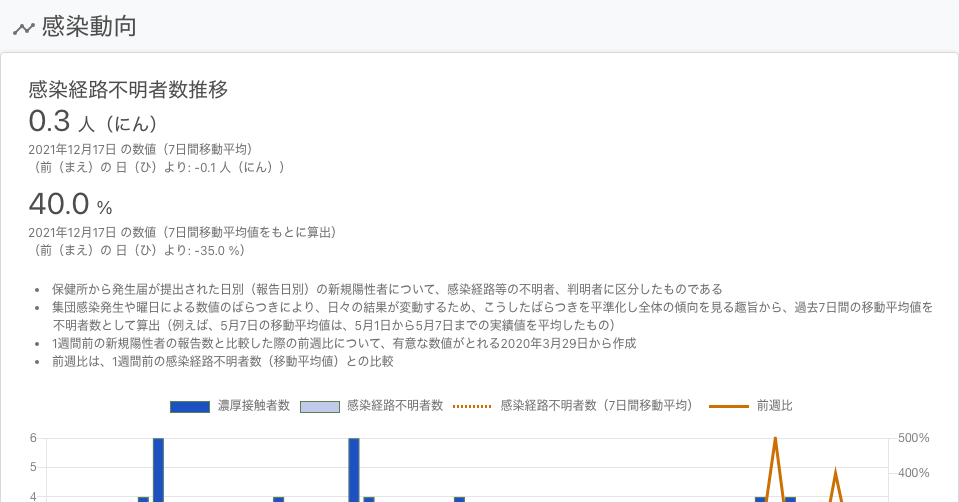 感染動向
感染経路不明者数推移
0.3 人（にん）
2021年12月17日 の数値（7日間移動平均）
（前（まえ）の 日（ひ）より: -0.1 人（にん））
40.0 %
2021年12月17日 の数値（7日間移動平均値をもとに算出）
（前（まえ）の 日（ひ）より: -35.0 %）
• 保健所から発生届が提出された日別（報告日別）の新規陽性者について、感染経路等の不明者、判明者に区分したものである
• 集団感染発生や曜日による数値のばらつきにより、日々の結果が変動するため、こうしたばらつきを平準化し全体の傾向を見る趣旨から、過去7日間の移動平均値を
不明者数として算出（例えば、5月7日の移動平均値は、5月1日から5月7日までの実績値を平均したもの）
• 1週間前の新規陽性者の報告数と比較した際の前週比について、有意な数値がとれる2020年3月29日から作成
• 前週比は、1週間前の感染経路不明者数（移動平均値）との比較
濃厚接触者数 感染経路不明者数 感染経路不明者数（7日間移動平均） 前週比
6 500%
5 400%
4